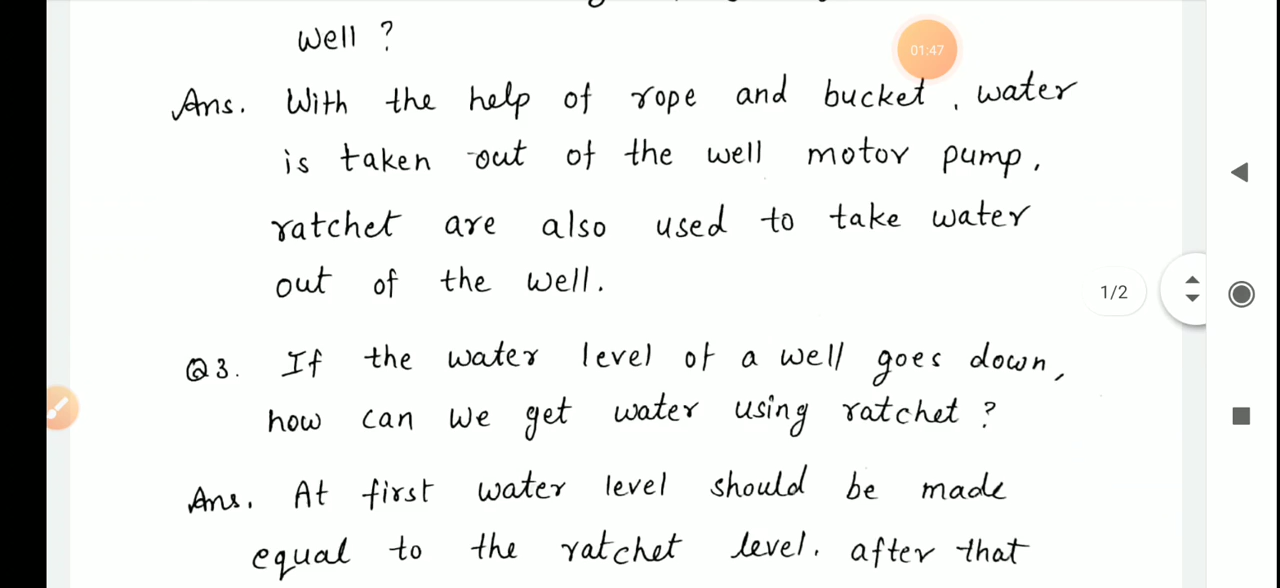 well ?
01:47
Ans. With the help of rope and bucket, water
is taken out of the well motor pump,
ratchet are also used to take water
out of the well.
1/2
Q3. If the water level of a well goes down,
how can we get water using ratchet ?
Ans. At first water level should be made
equal to the ratchet level. after that